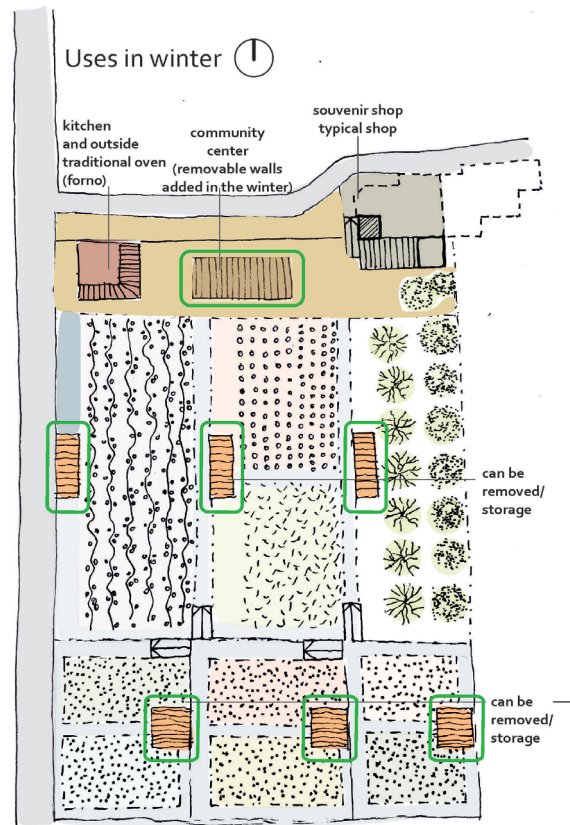 Uses in winter
souvenir shop
typical shop
kitchen
and outside
traditional oven
(forno)
community
center
(removable walls
added in the winter)
can be
removed/
storage
can be
removed/
storage